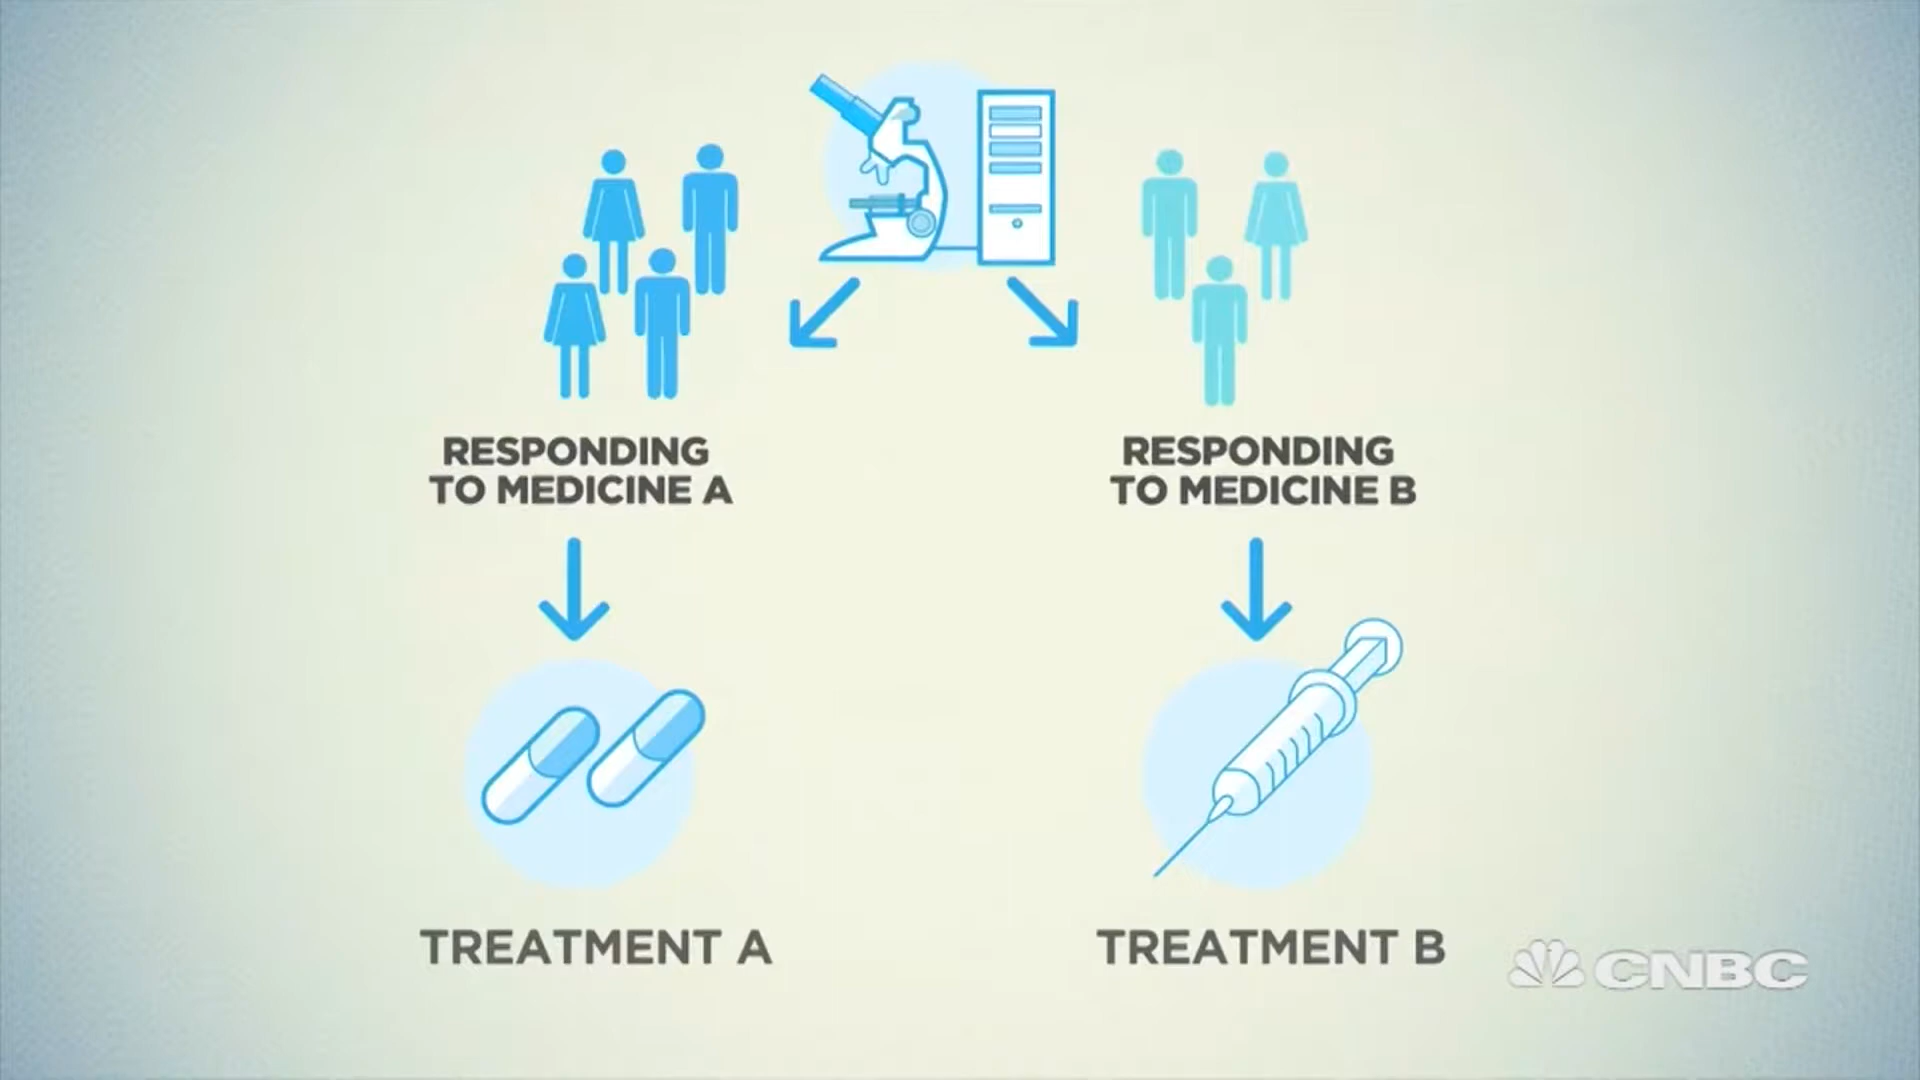 RESPONDING
TO MEDICINE A
RESPONDING
TO MEDICINE B
TREATMENT A
TREATMENT B
CNBC